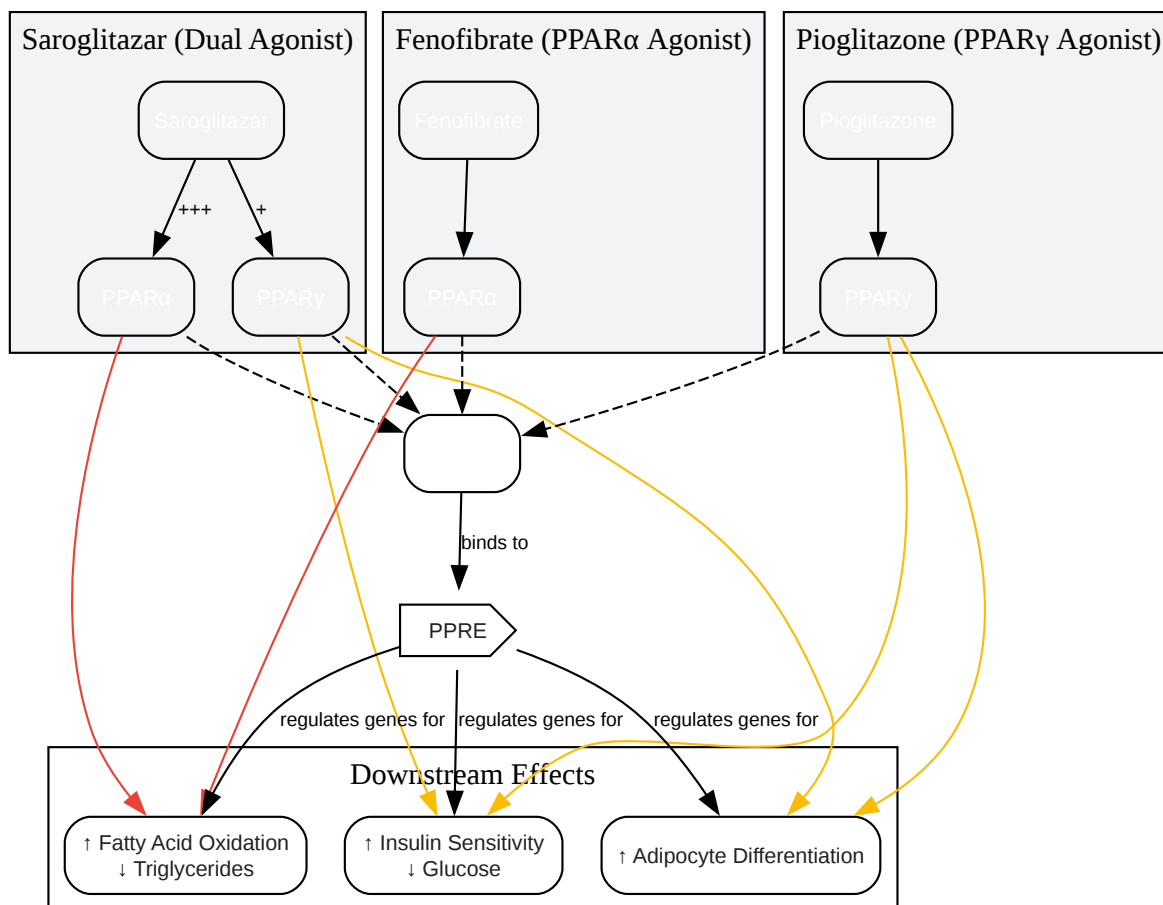 Saroglitazar (Dual Agonist)
Fenofibrate (PPARα Agonist)
Pioglitazone (PPARγ Agonist)
Saroglitazar
Fenofibrate
Pioglitazone
+++
+
PPARα
PPARγ
PPARα
PPARγ
binds to
PPRE
regulates genes for
regulates genes for
regulates genes for
Downstream Effects
↑ Fatty Acid Oxidation
↓ Triglycerides
↑ Insulin Sensitivity
↓ Glucose
↑ Adipocyte Differentiation